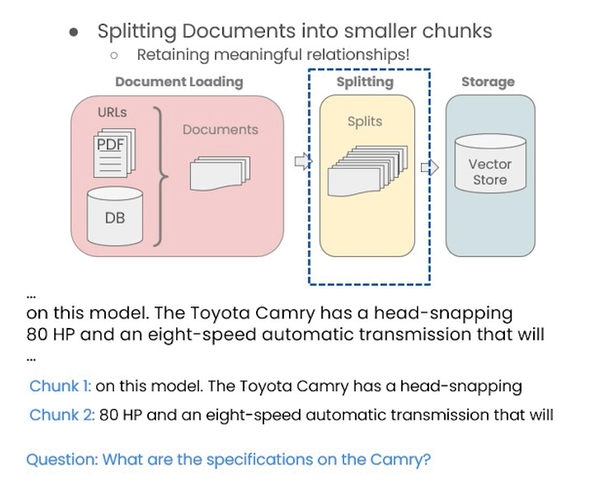 ● Splitting Documents into smaller chunks
○ Retaining meaningful relationships!
Document Loading
Splitting
Storage
URLs
PDF
DB
Documents
Splits
Vector
Store
...
on this model. The Toyota Camry has a head-snapping
80 HP and an eight-speed automatic transmission that will
...
Chunk 1: on this model. The Toyota Camry has a head-snapping
Chunk 2: 80 HP and an eight-speed automatic transmission that will
Question: What are the specifications on the Camry?